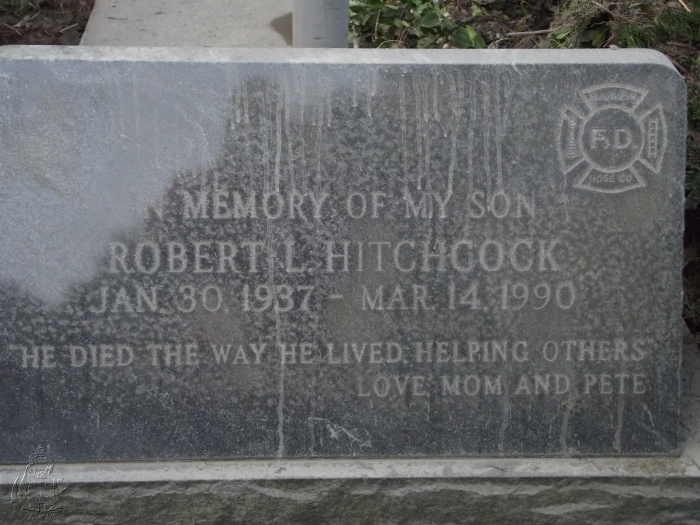 F.D.
HOSE CO
IN MEMORY OF MY SON
ROBERT L. HITCHCOCK
JAN. 30, 1937 - MAR. 14, 1990
HE DIED THE WAY HE LIVED, HELPING OTHERS
LOVE MOM AND PETE